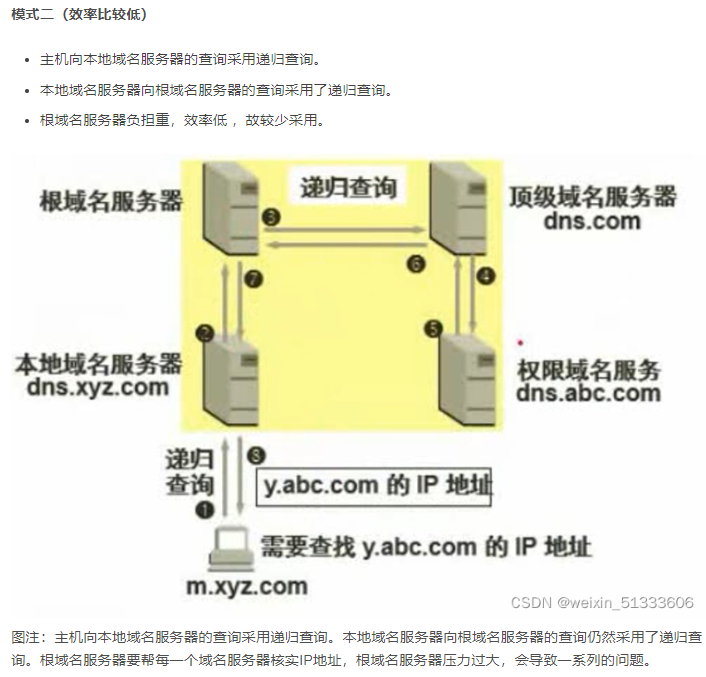 模式二（效率比较低）
主机向本地域名服务器的查询采用递归查询。
本地域名服务器向根域名服务器的查询采用了递归查询。
根域名服务器负担重，效率低 ，故较少采用。
根域名服务器
递归查询
顶级域名服务器
dns.com
❸
❻
❼
❹
❷
❺
本地域名服务器
dns.xyz.com
权限域名服务
dns.abc.com
递归
查询
❽
y.abc.com 的 IP 地址
❶
需要查找 y.abc.com 的 IP 地址
m.xyz.com
CSDN @weixin_51333606
图注：主机向本地域名服务器的查询采用递归查询。本地域名服务器向根域名服务器的查询仍然采用了递归查
询。根域名服务器要帮每一个域名服务器核实IP地址，根域名服务器压力过大，会导致一系列的问题。